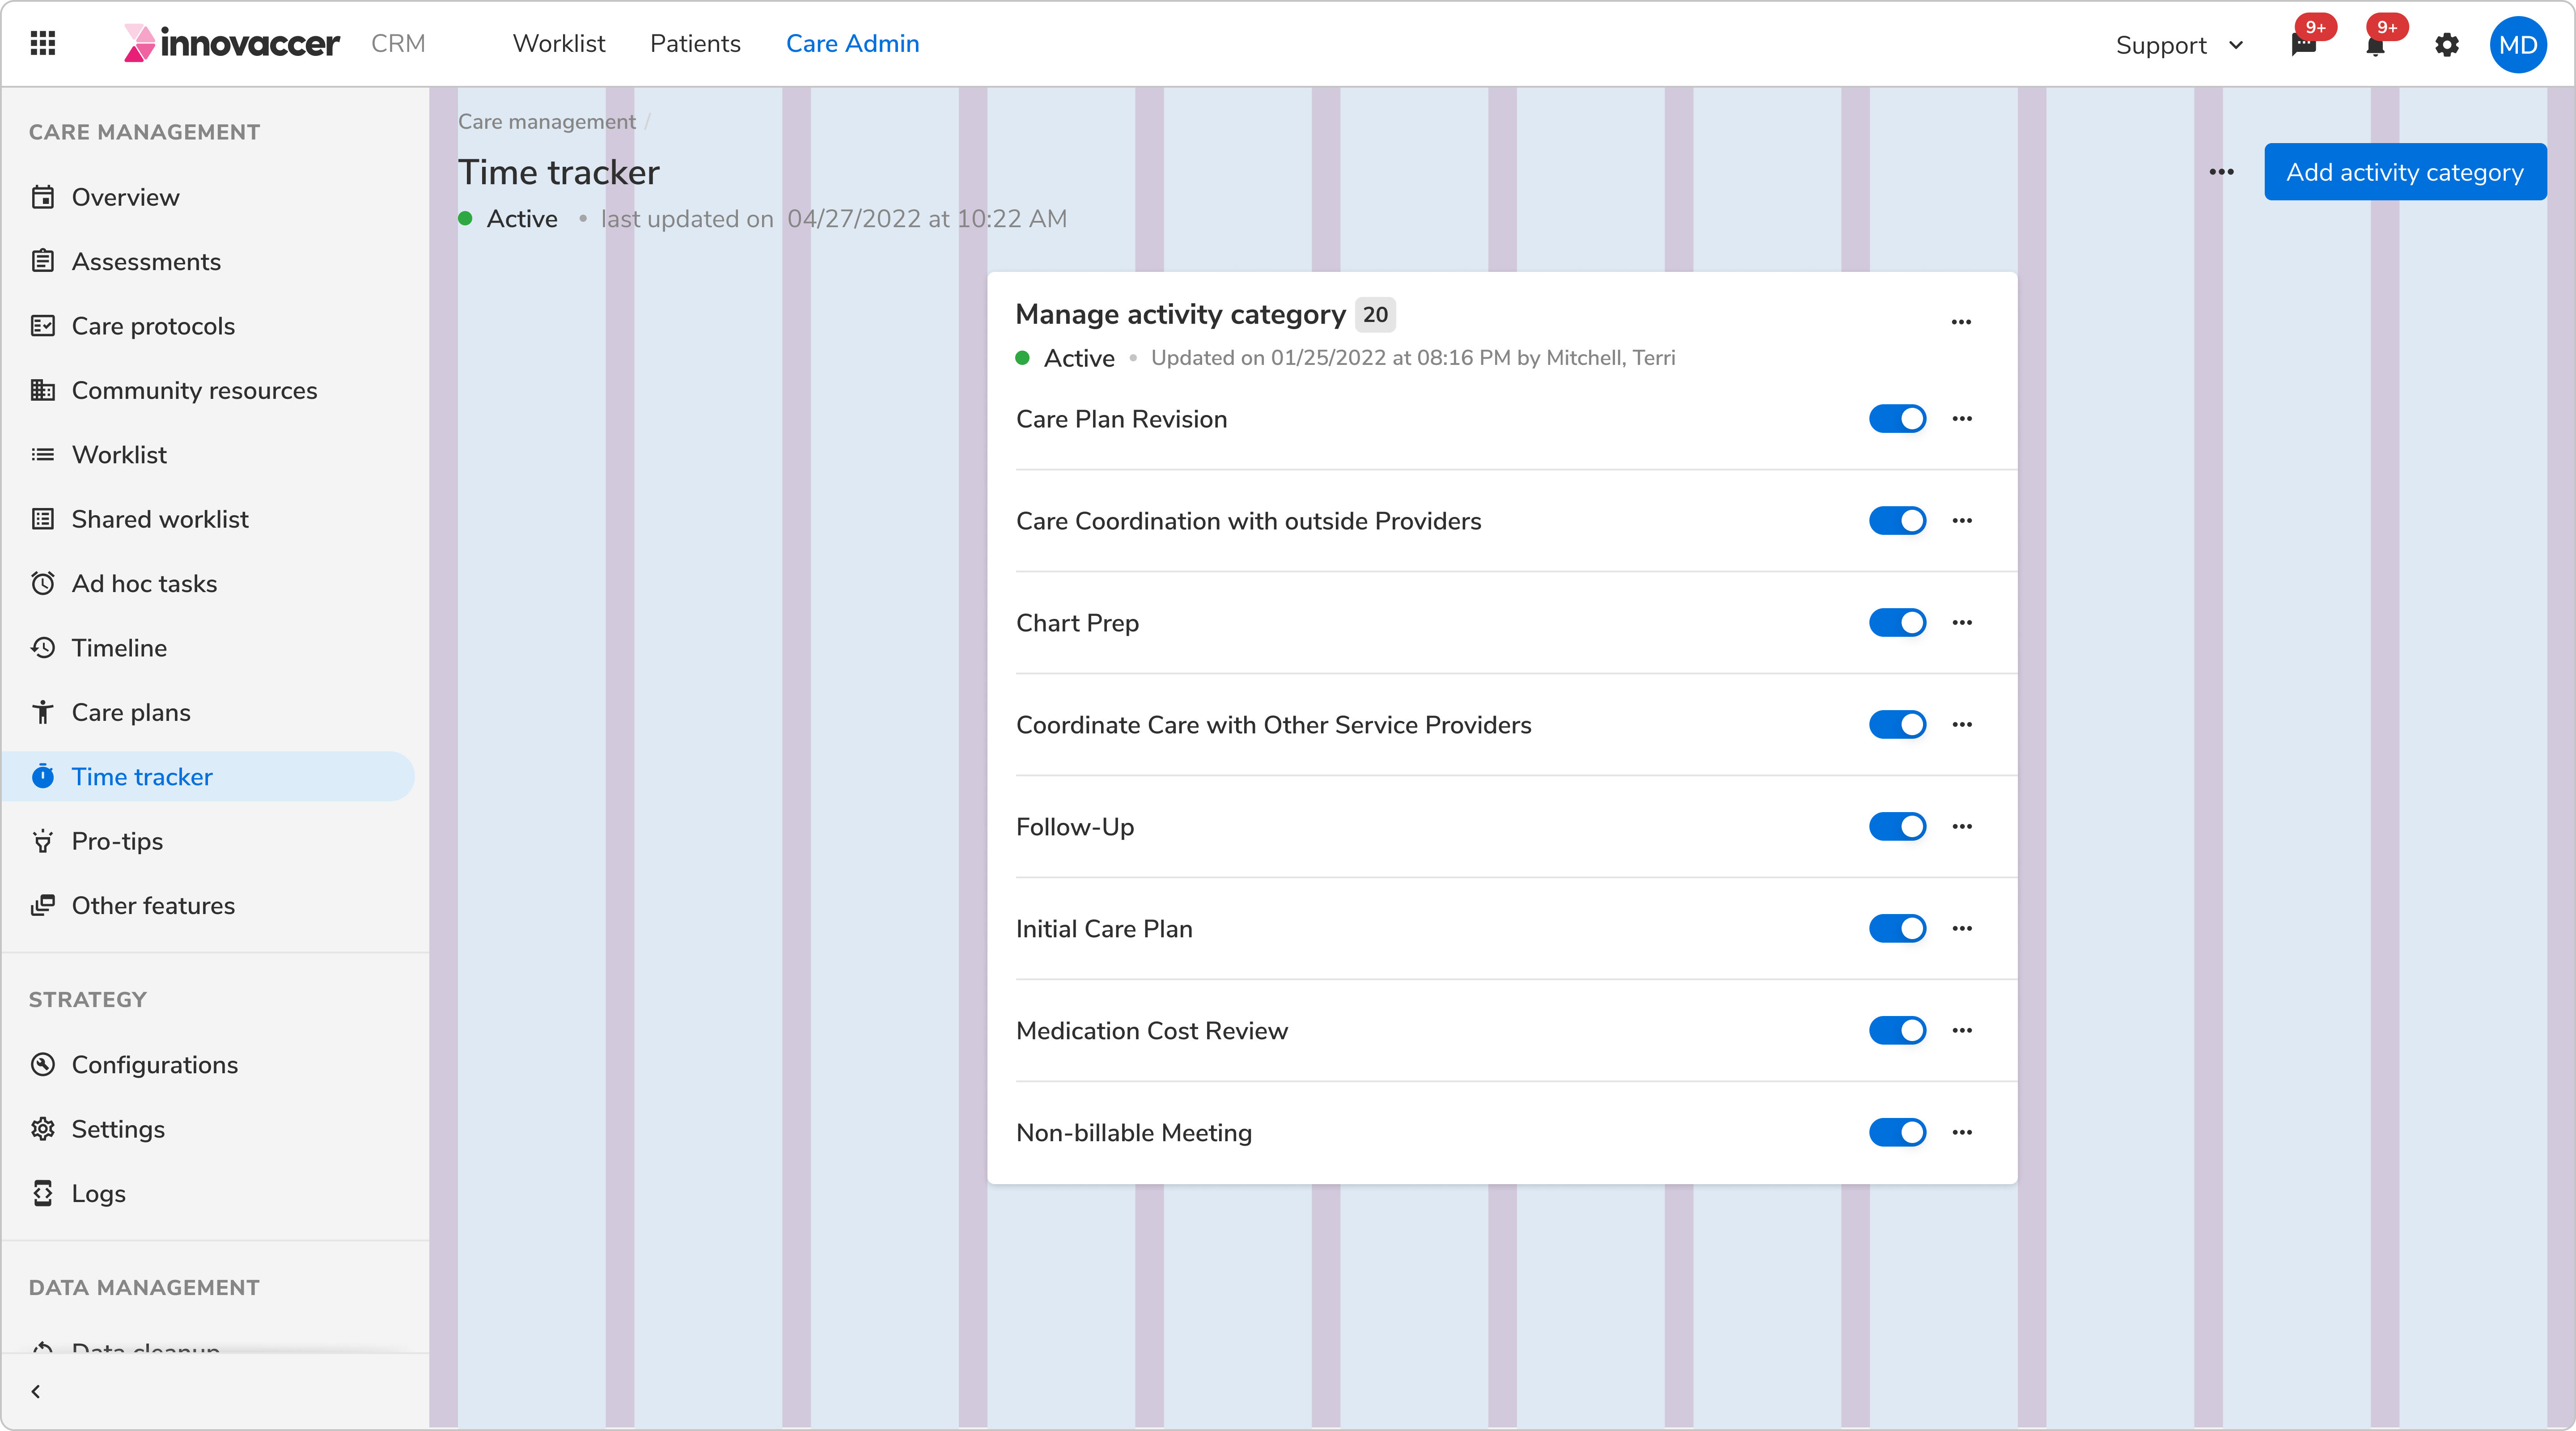 innovaccer CRM Worklist Patients Care Admin Support 9+ 9+ MD
CARE MANAGEMENT
Overview
Assessments
Care protocols
Community resources
Worklist
Shared worklist
Ad hoc tasks
Timeline
Care plans
Time tracker
Pro-tips
Other features
STRATEGY
Configurations
Settings
Logs
DATA MANAGEMENT
Data cleanup
Care management /
Time tracker
Active • last updated on 04/27/2022 at 10:22 AM
Add activity category
Manage activity category 20
Active • Updated on 01/25/2022 at 08:16 PM by Mitchell, Terri
Care Plan Revision
Care Coordination with outside Providers
Chart Prep
Coordinate Care with Other Service Providers
Follow-Up
Initial Care Plan
Medication Cost Review
Non-billable Meeting